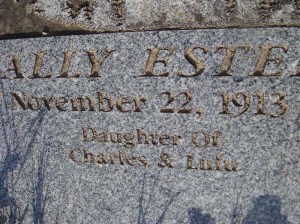 ALLY ESTE
November 22, 1913
Daughter Of
Charles & Lulu